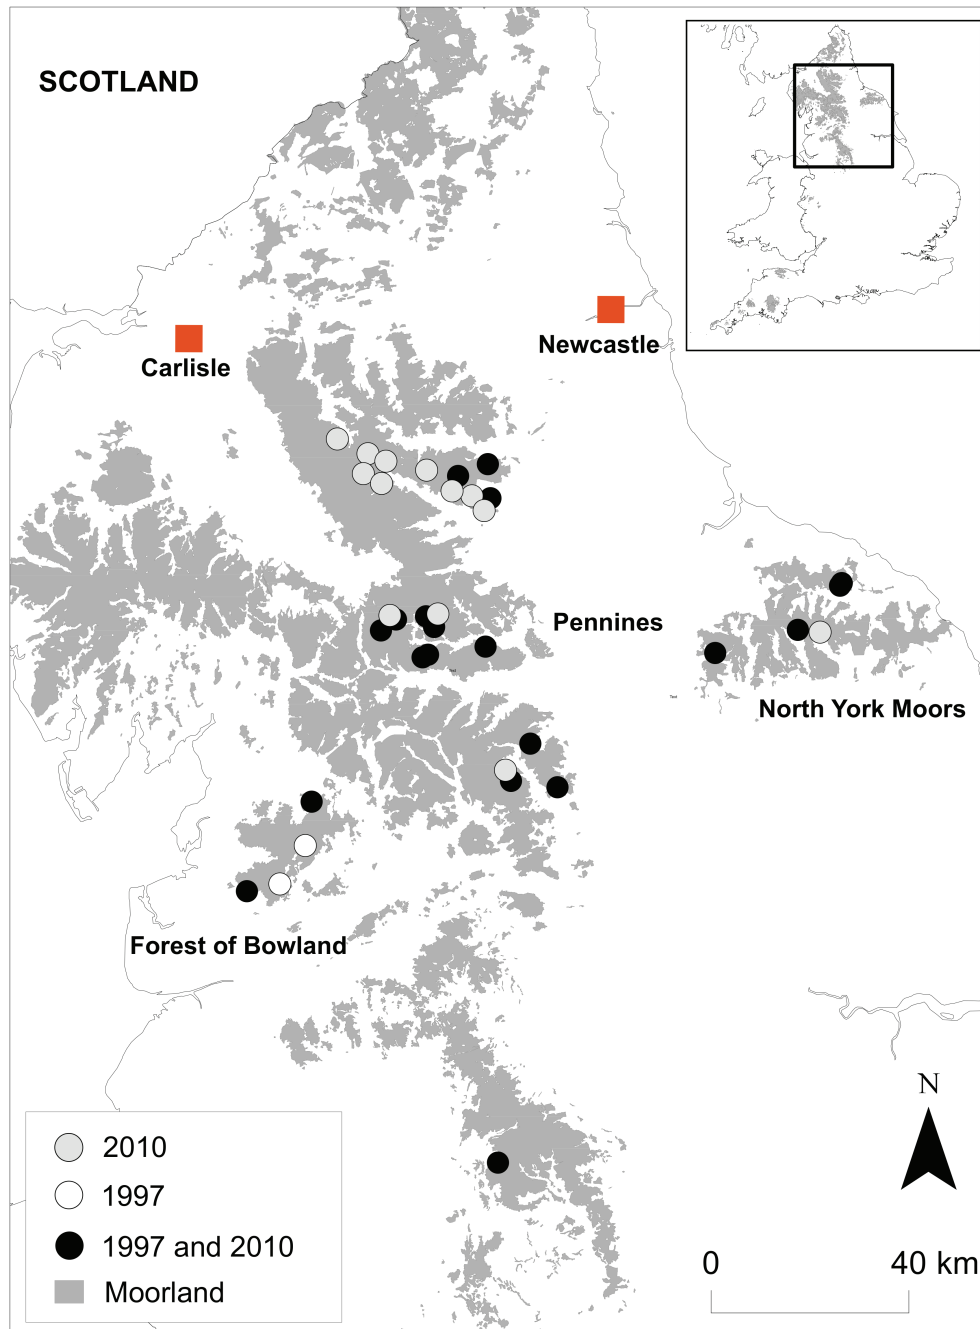 SCOTLAND
Newcastle
Carlisle
Pennines
North York Moors
Forest of Bowland
N
2010
1997
1997 and 2010
Moorland
0
40 km